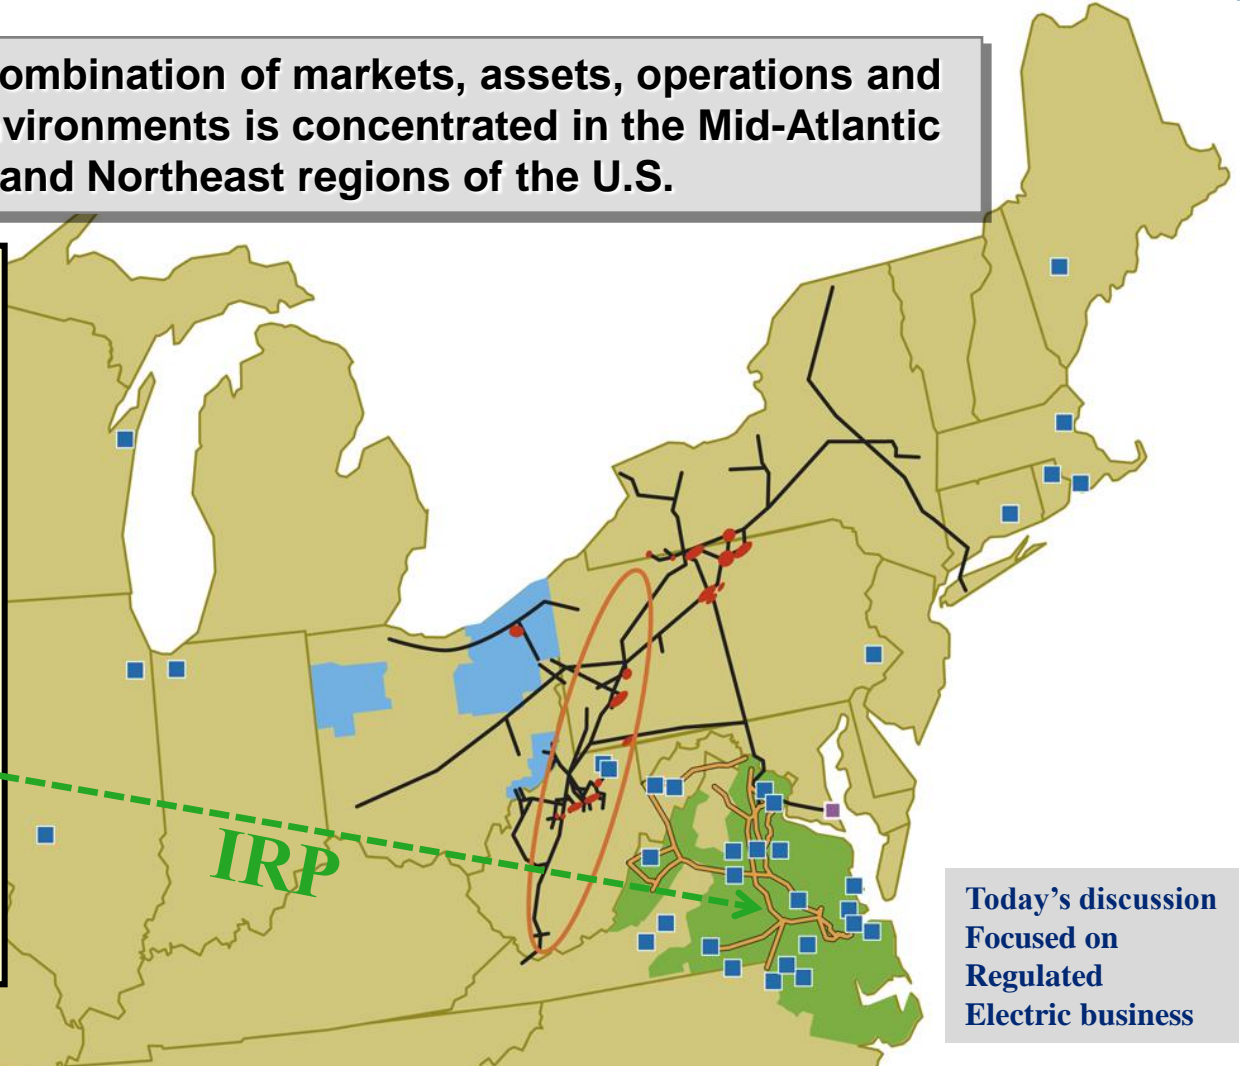 ombination of markets, assets, operations and
vironments is concentrated in the Mid-Atlantic
and Northeast regions of the U.S.
IRP
Today’s discussion
Focused on
Regulated
Electric business